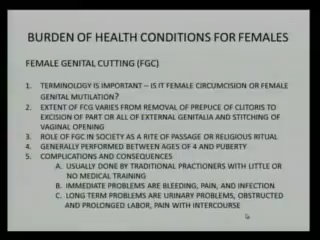 BURDEN OF HEALTH CONDITIONS FOR FEMALES
FEMALE GENITAL CUTTING (FGC)
1. TERMINOLOGY IS IMPORTANT – IS IT FEMALE CIRCUMCISION OR FEMALE
GENITAL MUTILATION?
2. EXTENT OF FCG VARIES FROM REMOVAL OF PREPUCE OF CLITORIS TO
EXCISION OF PART OR ALL OF EXTERNAL GENITALIA AND STITCHING OF
VAGINAL OPENING
3. ROLE OF FGC IN SOCIETY AS A RITE OF PASSAGE OR RELIGIOUS RITUAL
4. GENERALLY PERFORMED BETWEEN AGES OF 4 AND PUBERTY
5. COMPLICATIONS AND CONSEQUENCES
A. USUALLY DONE BY TRADITIONAL PRACTIONERS WITH LITTLE OR
NO MEDICAL TRAINING
B. IMMEDIATE PROBLEMS ARE BLEEDING, PAIN, AND INFECTION
C. LONG TERM PROBLEMS ARE URINARY PROBLEMS, OBSTRUCTED
AND PROLONGED LABOR, PAIN WITH INTERCOURSE